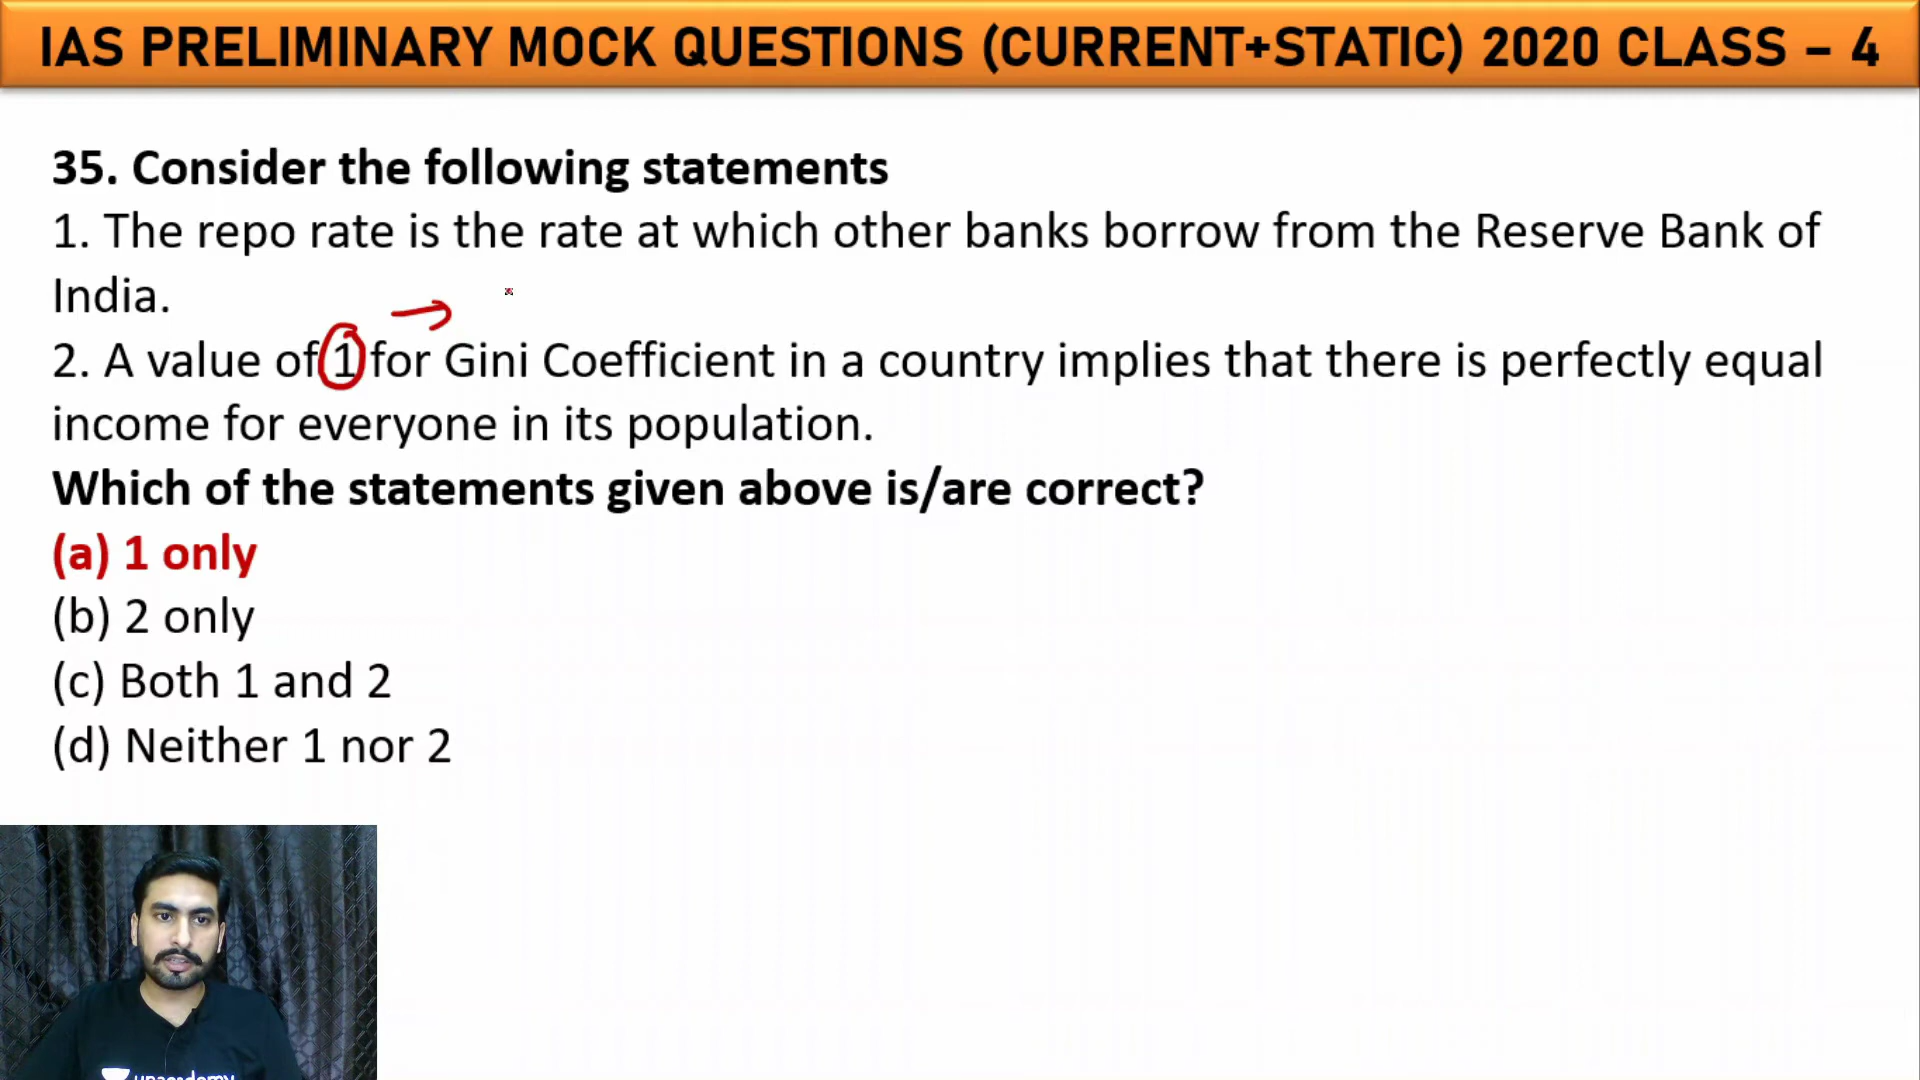 IAS PRELIMINARY MOCK QUESTIONS (CURRENT+STATIC) 2020 CLASS – 4
35. Consider the following statements
1. The repo rate is the rate at which other banks borrow from the Reserve Bank of
India.
2. A value of 1 for Gini Coefficient in a country implies that there is perfectly equal
income for everyone in its population.
Which of the statements given above is/are correct?
(a) 1 only
(b) 2 only
(c) Both 1 and 2
(d) Neither 1 nor 2
unacademy